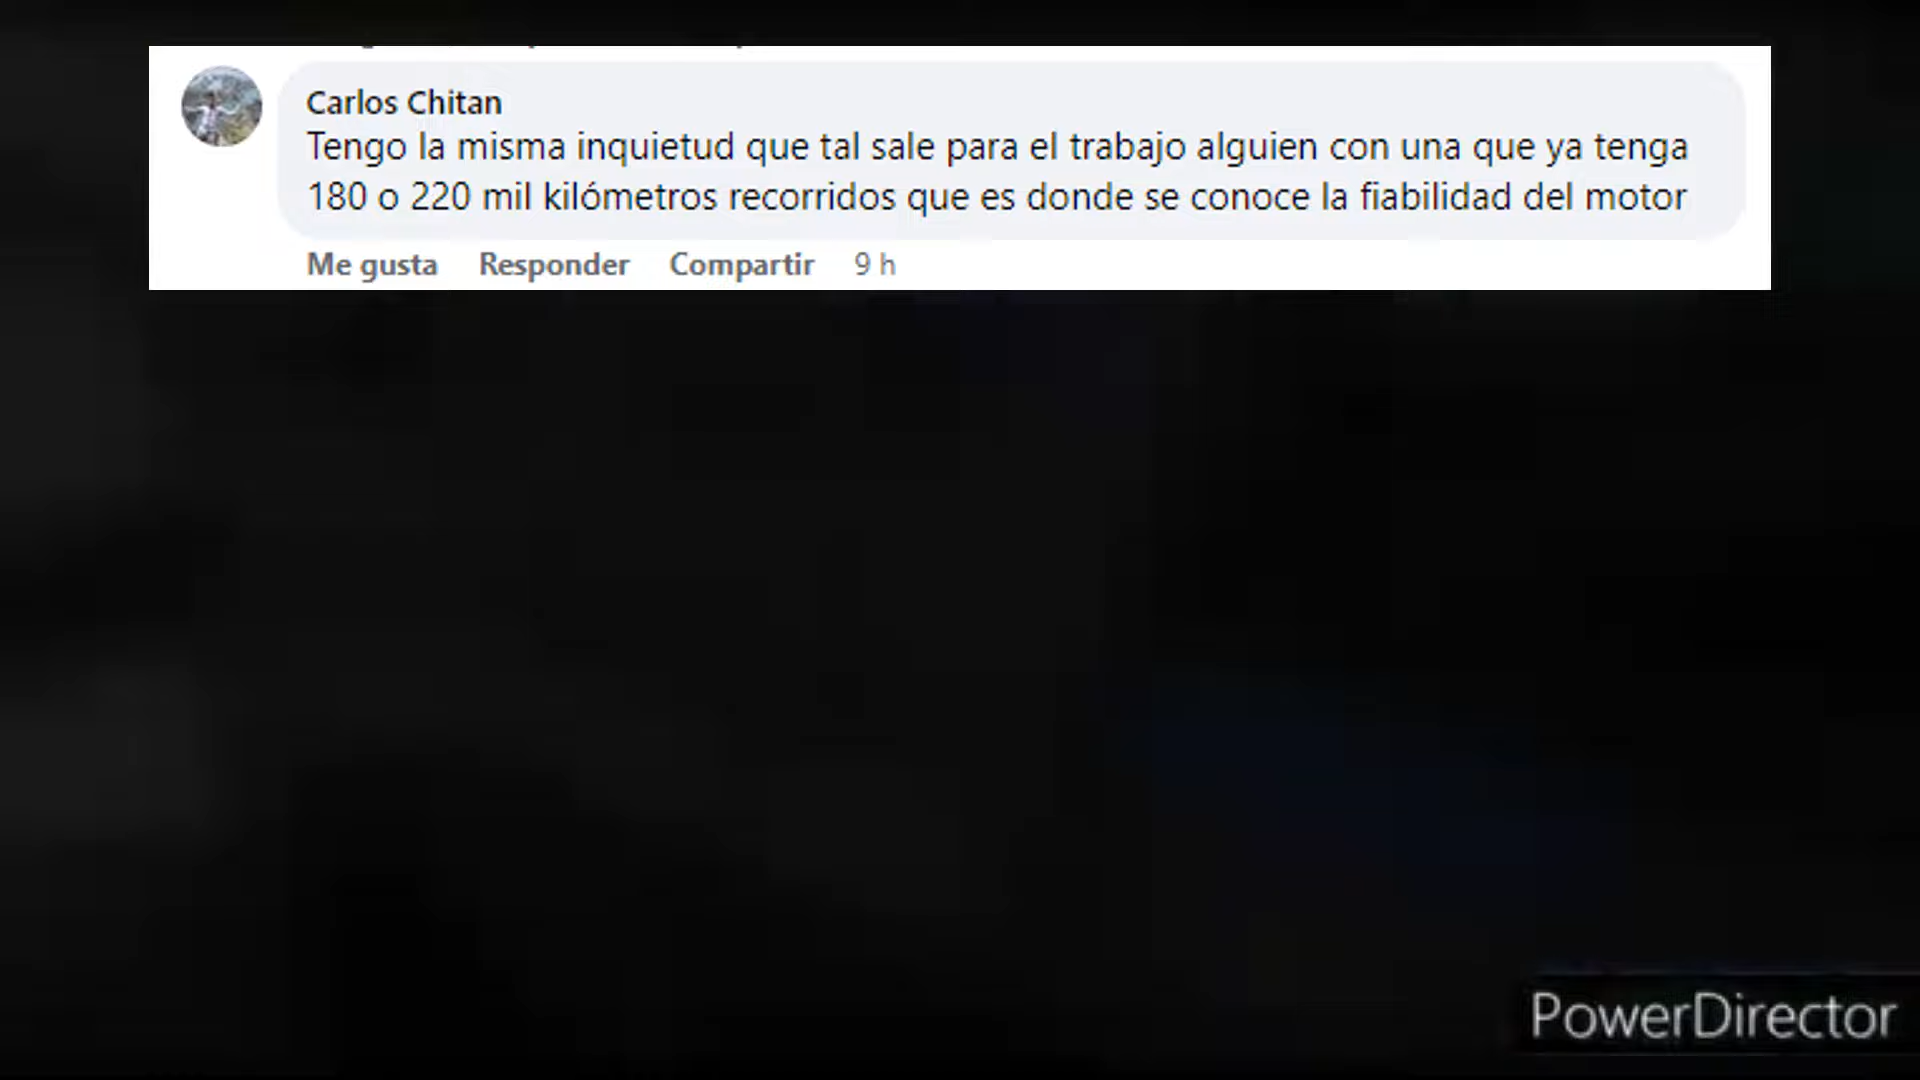 Carlos Chitan
Tengo la misma inquietud que tal sale para el trabajo alguien con una que ya tenga
180 o 220 mil kilómetros recorridos que es donde se conoce la fiabilidad del motor
Me gusta Responder Compartir 9 h
PowerDirector